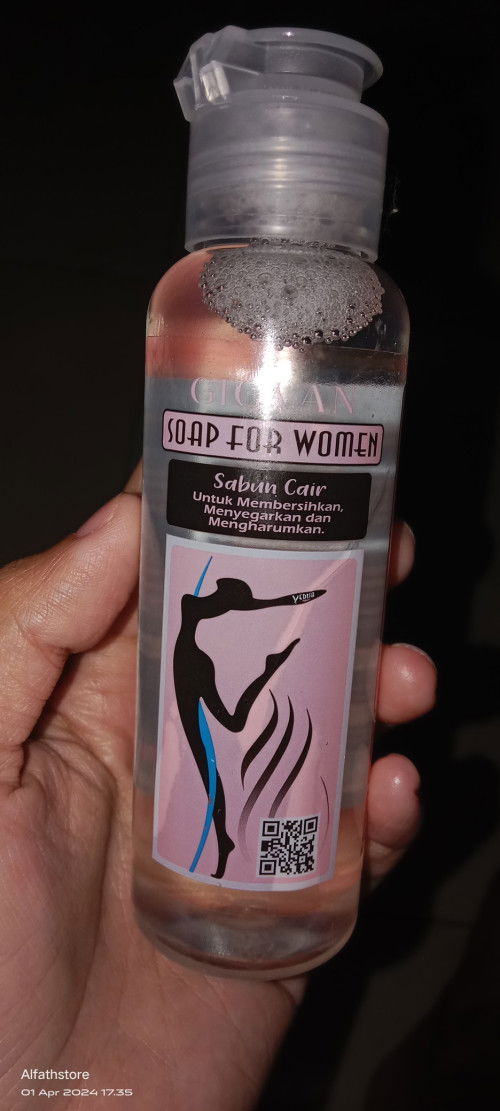 SOAP FOR WOMEN
Sabun Cair
Untuk Membersihkan,
Menyegarkan dan
Mengharumkan.
Alfathstore
01 Apr 2024 17.35